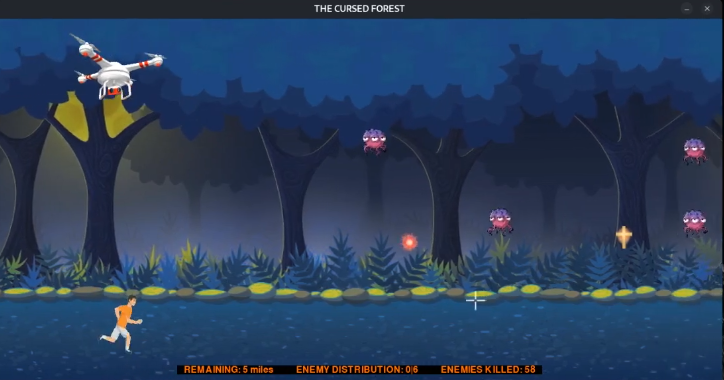 THE CURSED FOREST
REMAINING: 5 miles ENEMY DISTRIBUTION: 0|6 ENEMIES KILLED: 58